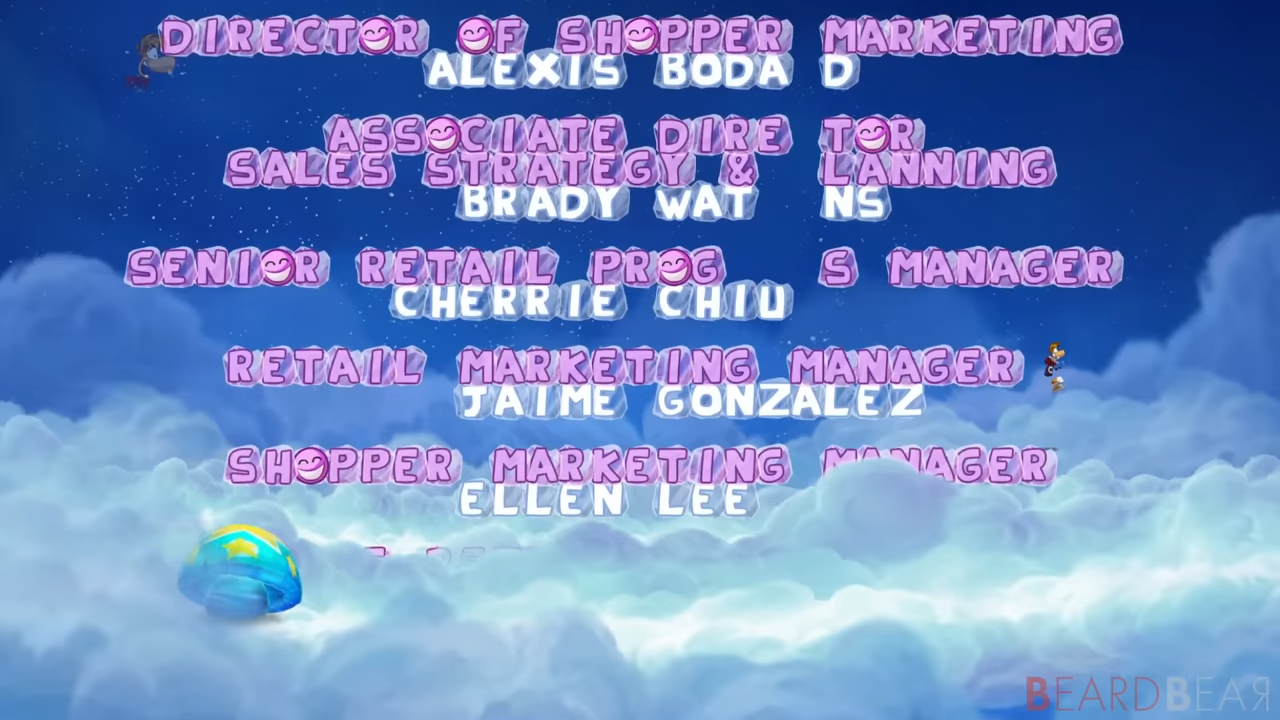 DIRECTOR OF SHOPPER MARKETING
ALEXIS BODA D
ASSOCIATE DIRE TOR
SALES STRATEGY & LANNING
BRADY WAT NS
SENIOR RETAIL PROG S MANAGER
CHERRIE CHIU
RETAIL MARKETING MANAGER
JAIME GONZALEZ
SHOPPER MARKETING MANAGER
ELLEN LEE
BEARDBEAR